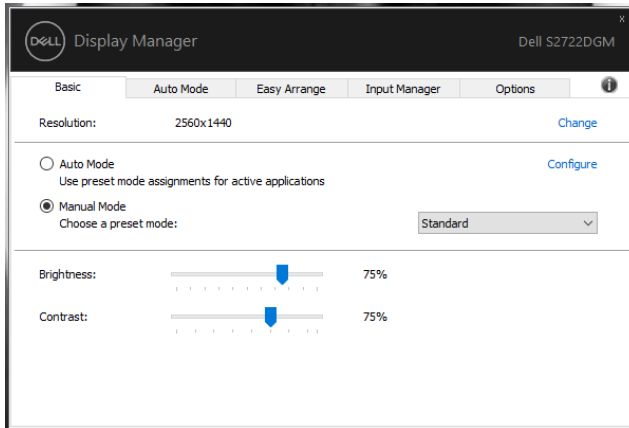 x
DELL Display Manager Dell S2722DGM
Basic Auto Mode Easy Arrange Input Manager Options i
Resolution: 2560x1440 Change
Auto Mode Configure
Use preset mode assignments for active applications
Manual Mode
Choose a preset mode: Standard
Brightness: 75%
Contrast: 75%